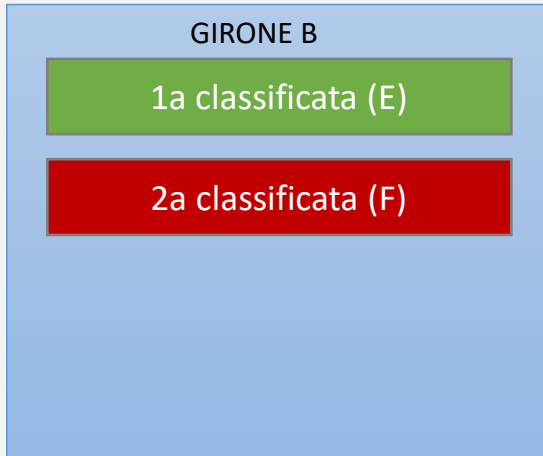 GIRONE B
1a classificata (E)
2a classificata (F)